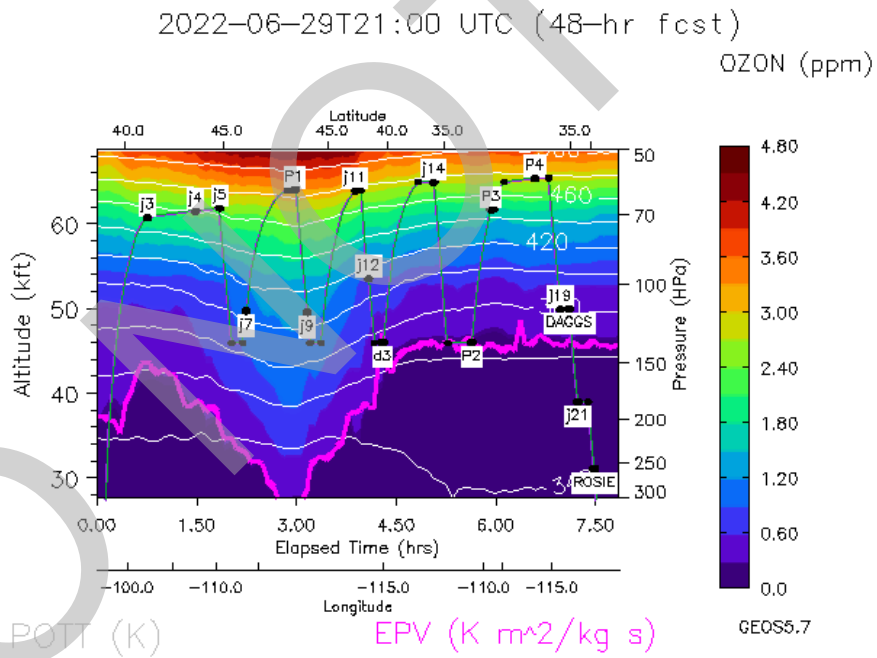 2022-06-29T21:00 UTC (48-hr fcst)
OZON (ppm)
Latitude
40.0 45.0 45.0 40.0 35.0 35.0
Altitude (kft)
60
50
40
30
j3 j4 j5 P1 j11 j14 P4
P3 460
420
j12
j7 j9 j19
DAGGS
d3 P2
j21
ROSIE
50
70
100
150
200
250
300
Pressure (HPa)
0.00 1.50 3.00 4.50 6.00 7.50
Elapsed Time (hrs)
-100.0 -110.0 -115.0 -110.0 -115.0
Longitude
POTT (K)
EPV (K m^2/kg s)
4.80
4.20
3.60
3.00
2.40
1.80
1.20
0.60
0.0
GEOS5.7